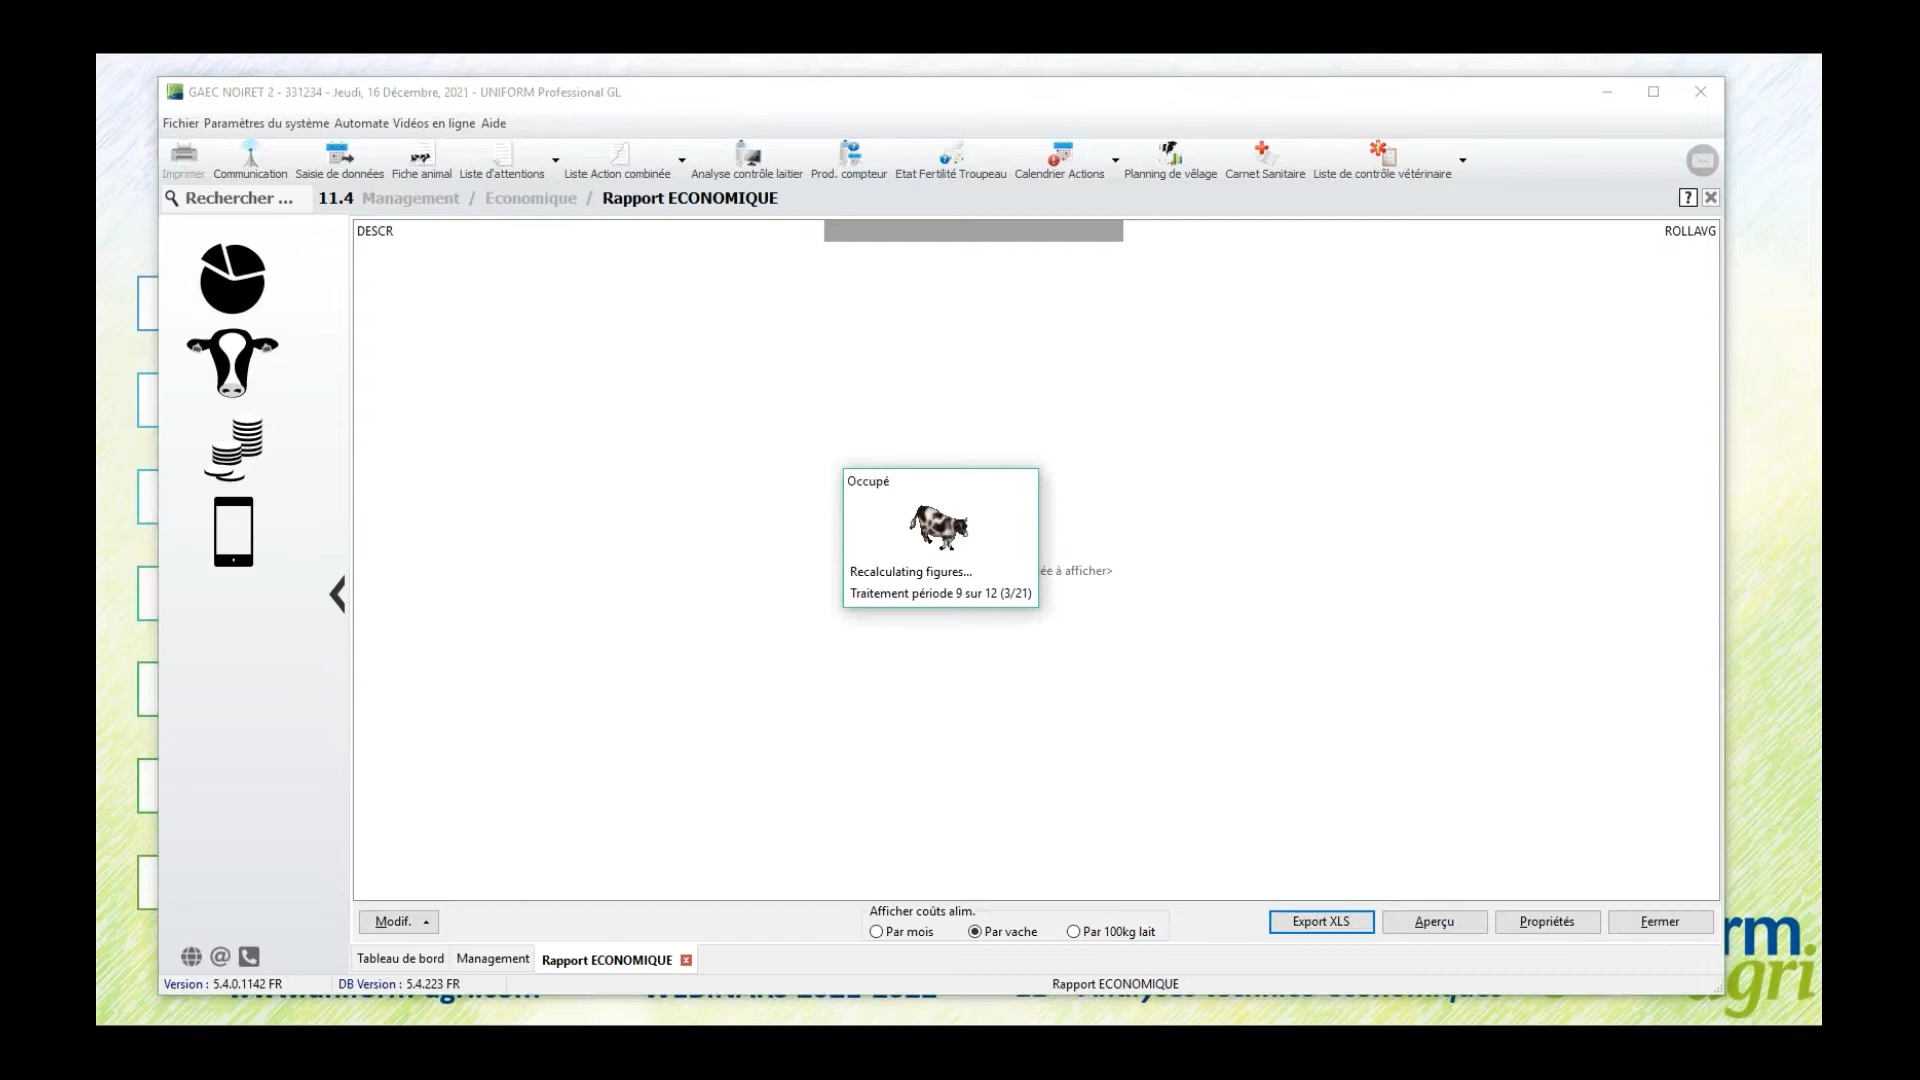 GAEC NOIRET 2 - 331234 - Jeudi, 16 Décembre, 2021 - UNIFORM Professional GL
Fichier Paramètres du système Automate Vidéos en ligne Aide
Imprimer Communication Saisie de données Fiche animal Liste d'attentions Liste Action combinée Analyse contrôle laitier Prod. compteur Etat Fertilité Troupeau Calendrier Actions Planning de vêlage Carnet Sanitaire Liste de contrôle vétérinaire
Rechercher ... 11.4 Management / Economique / Rapport ECONOMIQUE ?
DESCR ROLLAVG
Occupé
Recalculating figures...
ée à afficher>
Traitement période 9 sur 12 (3/21)
Afficher coûts alim.
Modif. Par mois Par vache Par 100kg lait Export XLS Aperçu Propriétés Fermer
Tableau de bord Management Rapport ECONOMIQUE
Version : 5.4.0.1142 FR DB Version : 5.4.223 FR Rapport ECONOMIQUE
rm.
agri